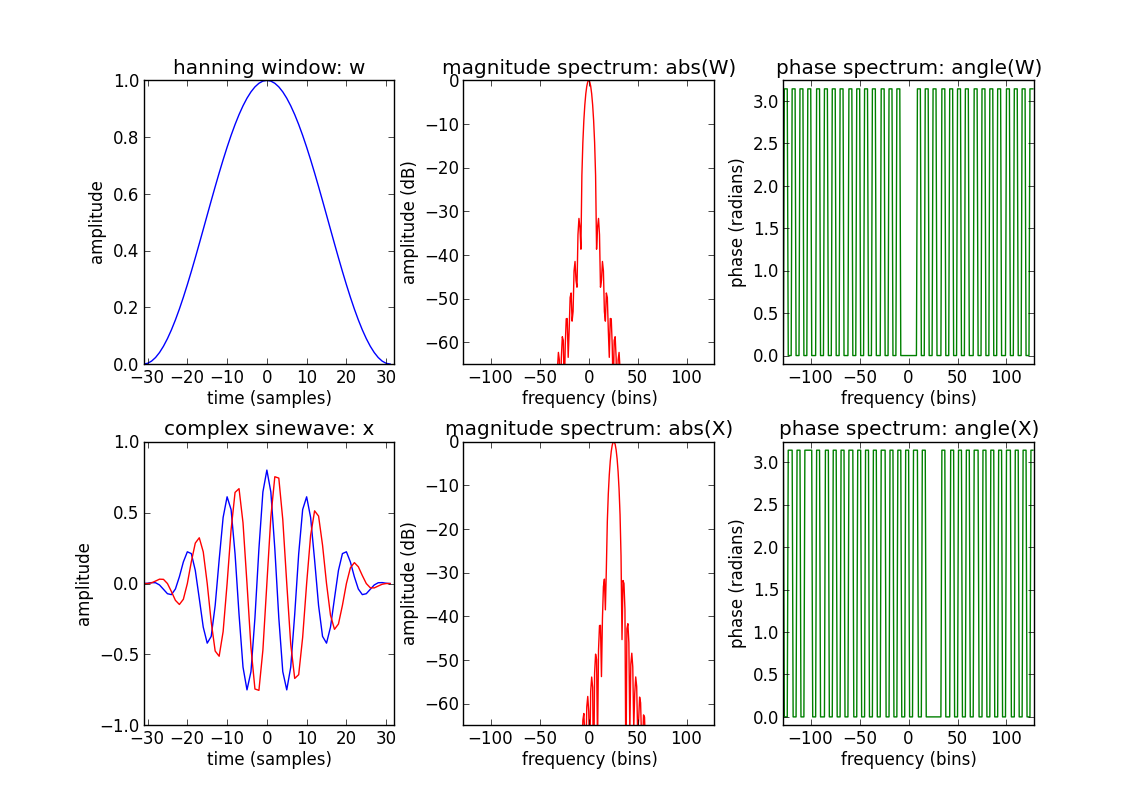 hanning window: w
magnitude spectrum: abs(W)
phase spectrum: angle(W)
1.0
0.8
0.6
0.4
0.2
0.0
amplitude
−30 −20 −10 0 10 20 30
time (samples)
0
−10
−20
−30
−40
−50
−60
amplitude (dB)
−100 −50 0 50 100
frequency (bins)
3.0
2.5
2.0
1.5
1.0
0.5
0.0
phase (radians)
−100 −50 0 50 100
frequency (bins)
complex sinewave: x
magnitude spectrum: abs(X)
phase spectrum: angle(X)
1.0
0.5
0.0
−0.5
−1.0
amplitude
−30 −20 −10 0 10 20 30
time (samples)
0
−10
−20
−30
−40
−50
−60
amplitude (dB)
−100 −50 0 50 100
frequency (bins)
3.0
2.5
2.0
1.5
1.0
0.5
0.0
phase (radians)
−100 −50 0 50 100
frequency (bins)